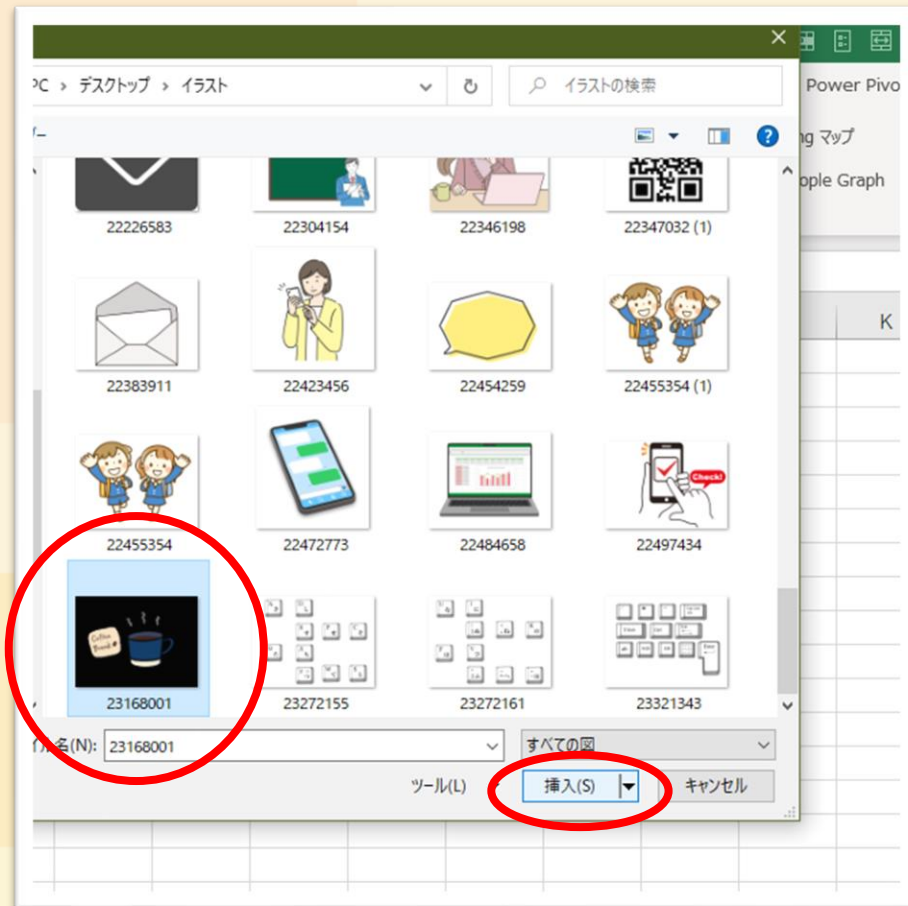 PC › デスクトップ › イラスト
イラストの検索
Power Pivo
ng マップ
ople Graph
K
22226583
22304154
22346198
22347032 (1)
22383911
22423456
22454259
22455354 (1)
22455354
22472773
22484658
Check!
22497434
Coffee
Break
23168001
23272155
23272161
23321343
イル名(N): 23168001
すべての図
ツール(L)
挿入(S)
キャンセル